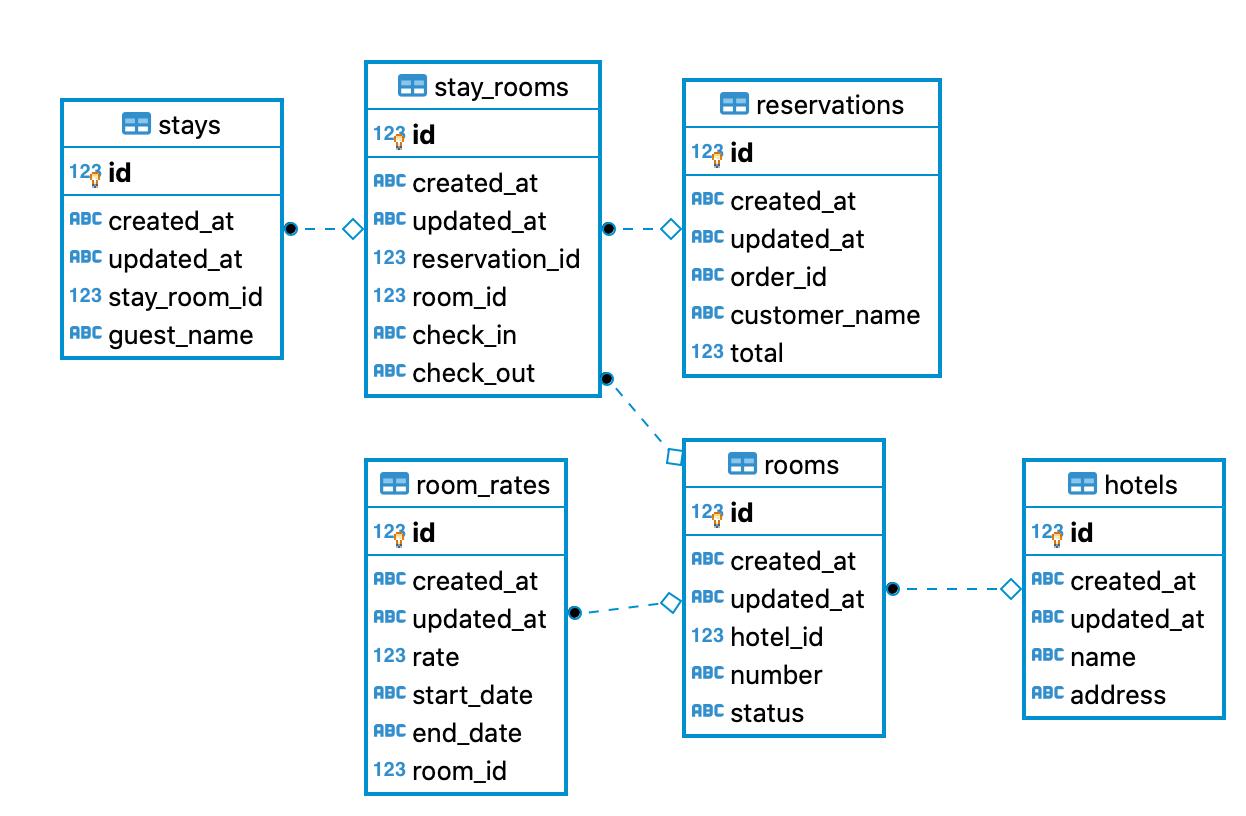 stays
123 id
ABC created_at
ABC updated_at
123 stay_room_id
ABC guest_name
stay_rooms
123 id
ABC created_at
ABC updated_at
123 reservation_id
123 room_id
ABC check_in
ABC check_out
reservations
123 id
ABC created_at
ABC updated_at
ABC order_id
ABC customer_name
123 total
room_rates
123 id
ABC created_at
ABC updated_at
123 rate
ABC start_date
ABC end_date
123 room_id
rooms
123 id
ABC created_at
ABC updated_at
123 hotel_id
ABC number
ABC status
hotels
123 id
ABC created_at
ABC updated_at
ABC name
ABC address